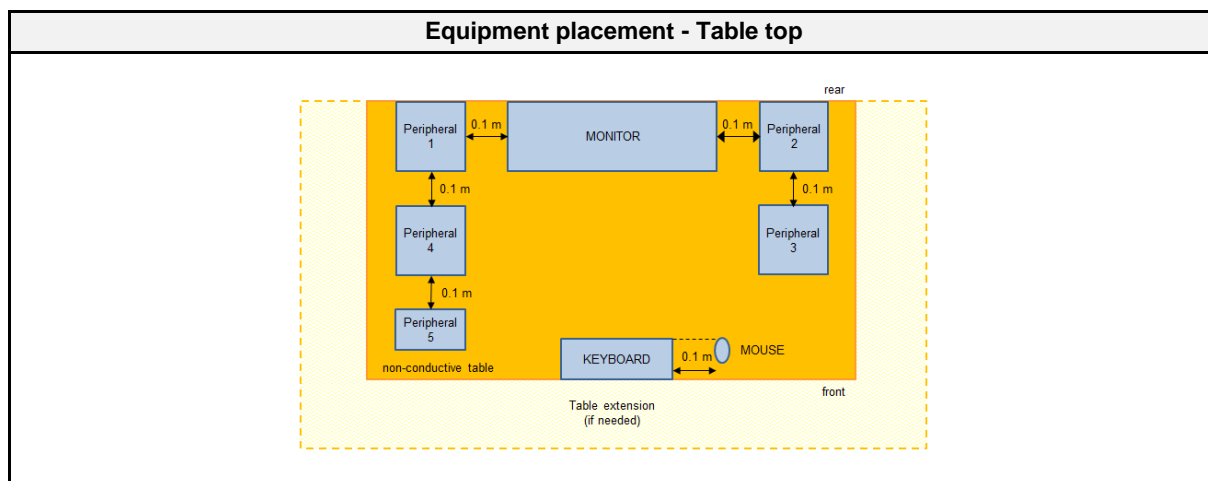 Equipment placement - Table top
rear
Peripheral
1
0.1 m
MONITOR
0.1 m
Peripheral
2
0.1 m
0.1 m
Peripheral
4
Peripheral
3
0.1 m
Peripheral
5
KEYBOARD
0.1 m
MOUSE
non-conductive table
front
Table extension
(if needed)